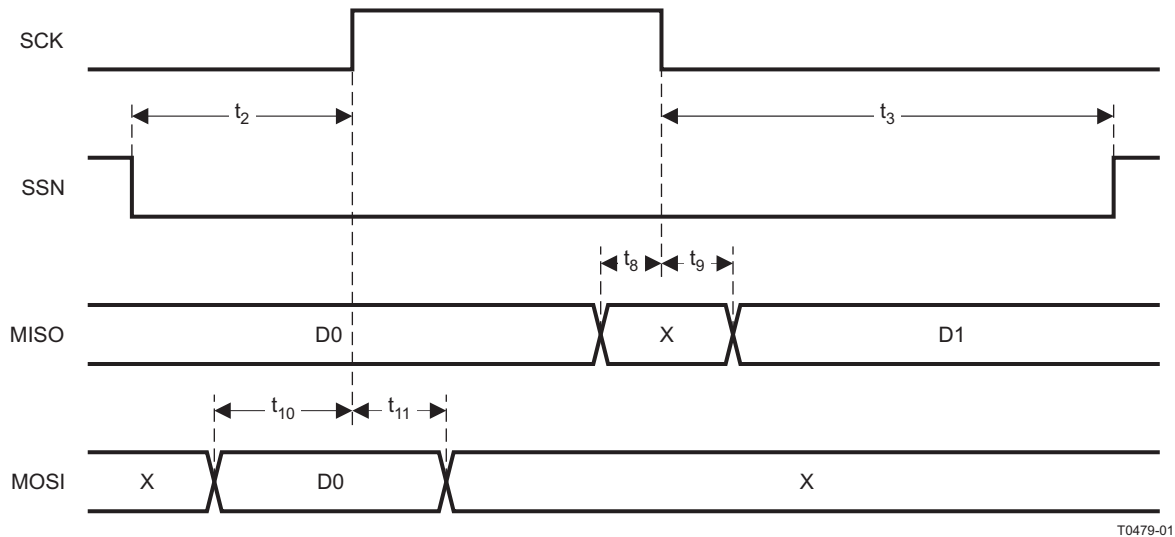 SCK
t2
t3
SSN
t8 t9
MISO D0 X D1
t10 t11
MOSI X D0 X
T0479-01